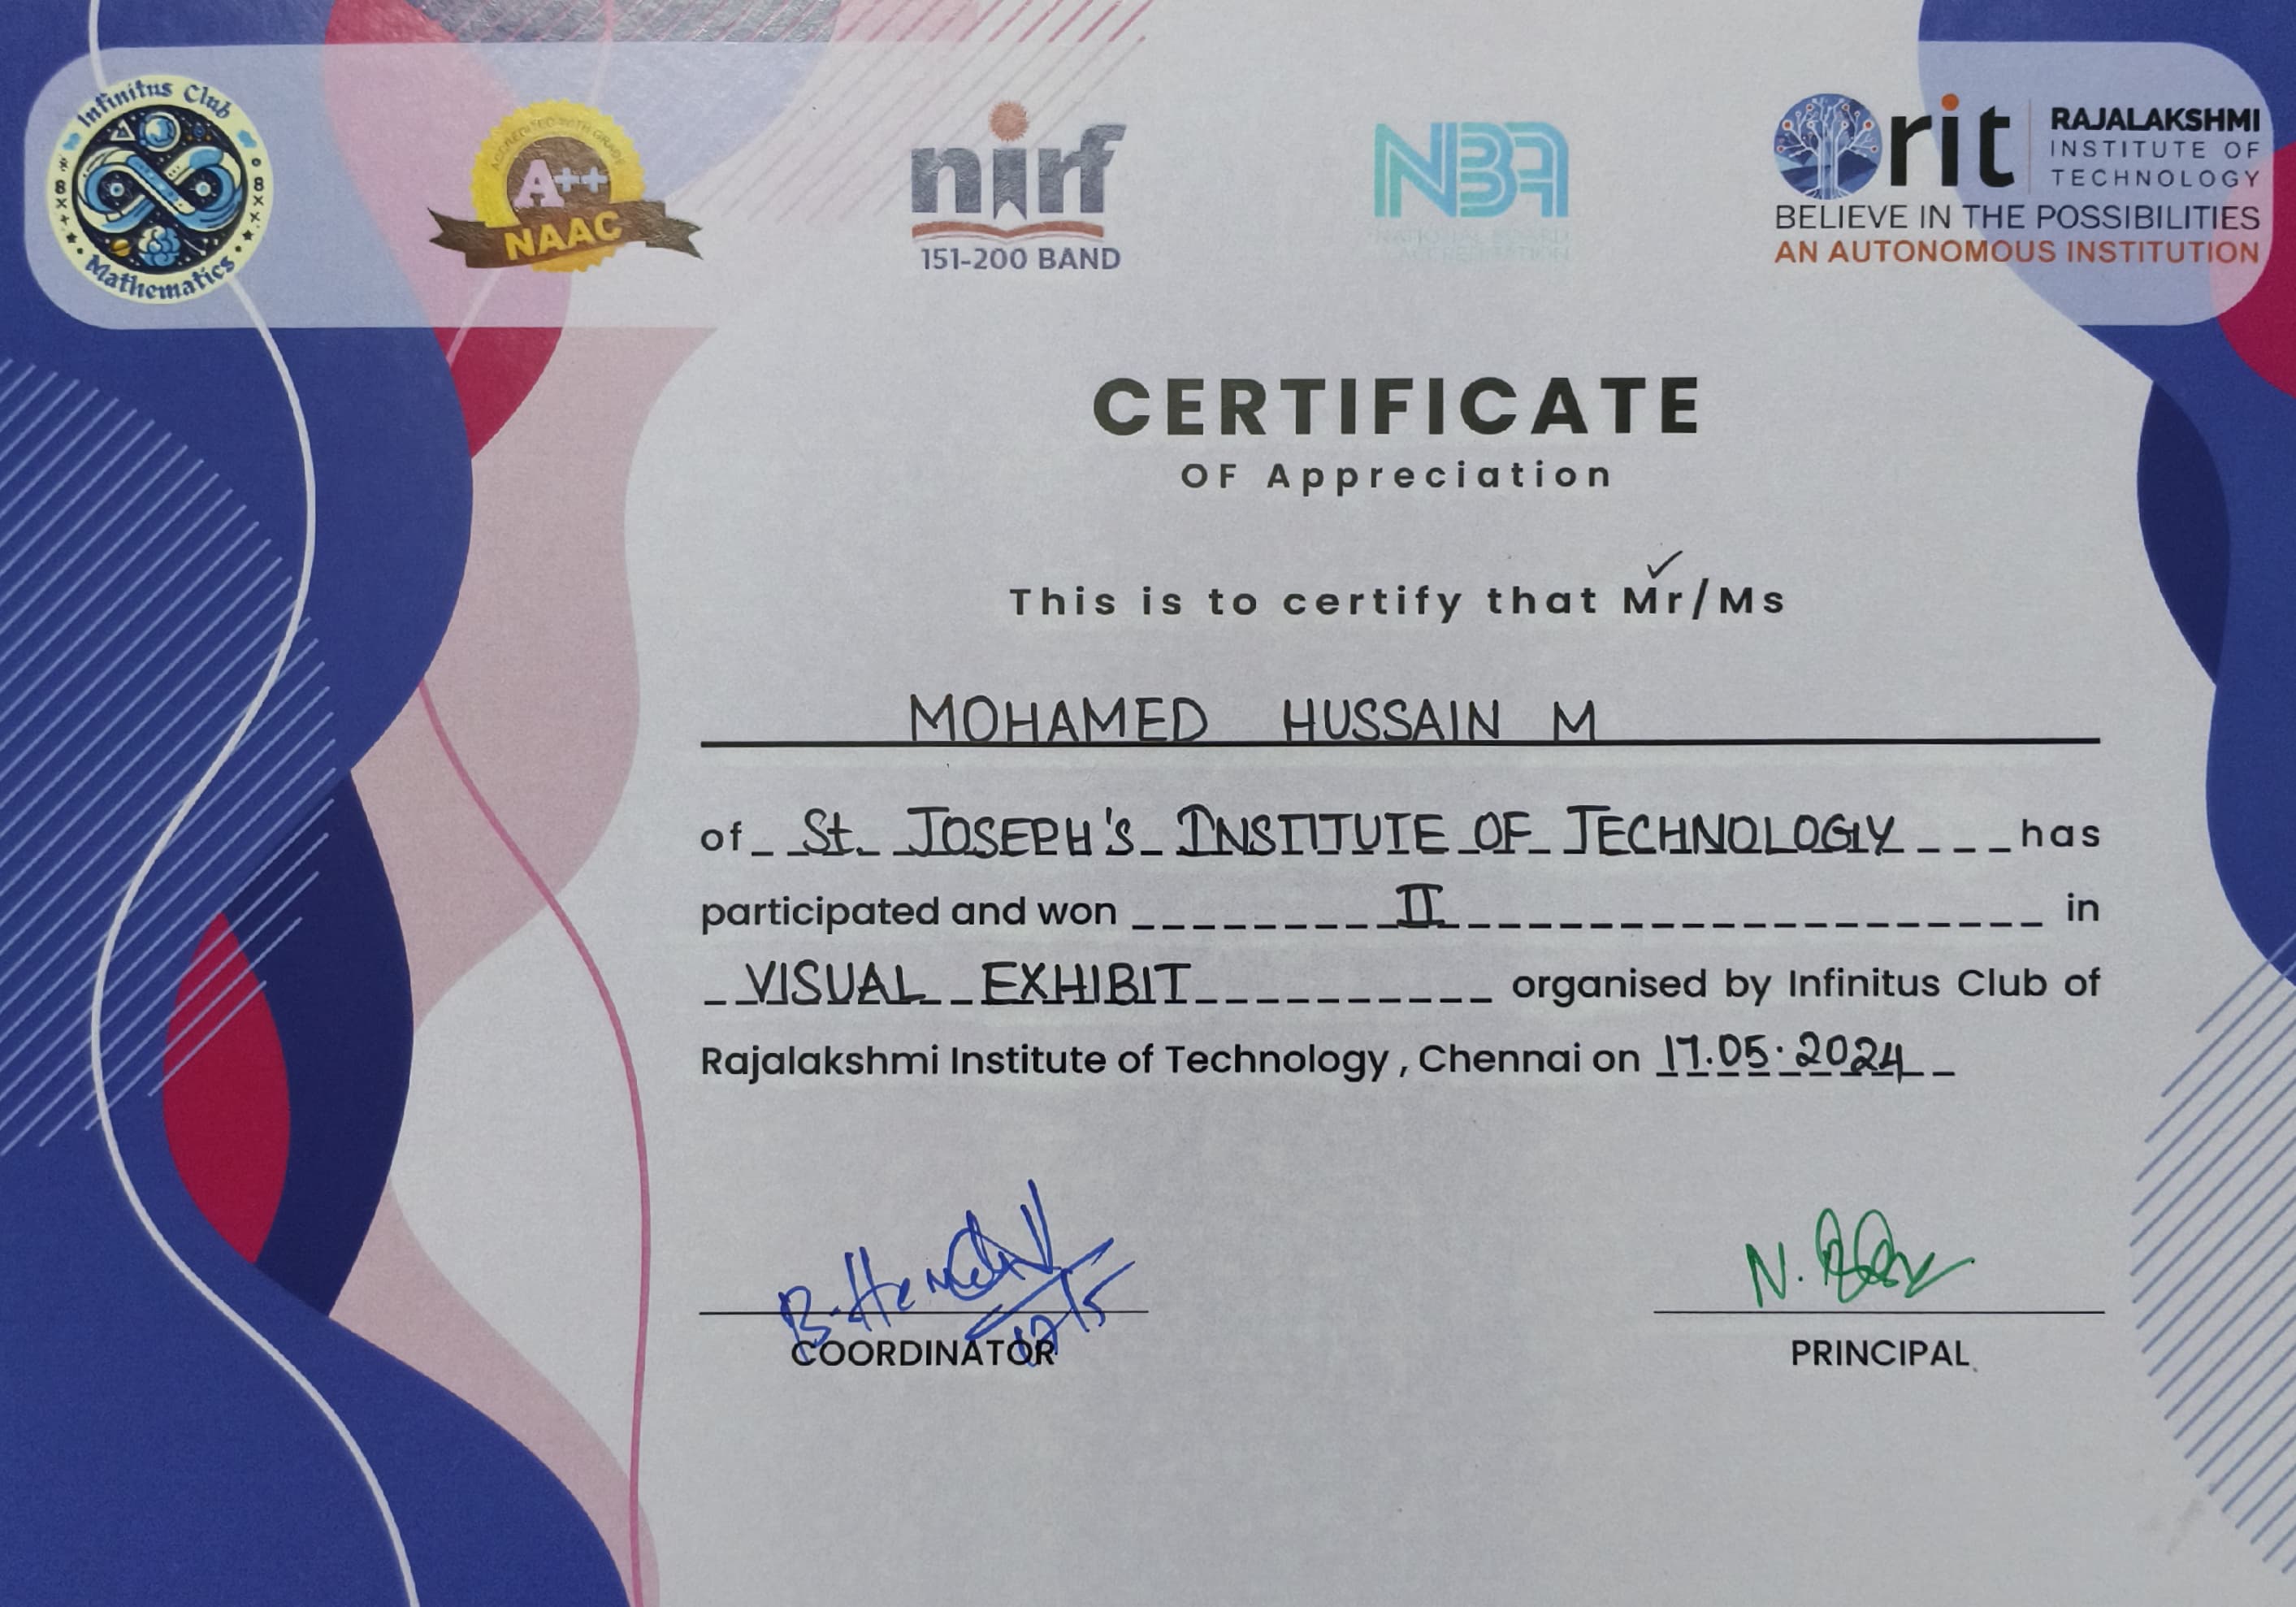 Infinitus Club
Mathematics
ACCREDITED WITH GRADE
A++
NAAC
nirf
151-200 BAND
NBA
NATIONAL BOARD
OF ACCREDITATION
rit
RAJALAKSHMI
INSTITUTE OF
TECHNOLOGY
BELIEVE IN THE POSSIBILITIES
AN AUTONOMOUS INSTITUTION
CERTIFICATE
OF Appreciation
This is to certify that Mr/Ms
MOHAMED HUSSAIN M
of St. JOSEPH'S INSTITUTE OF TECHNOLOGY has
participated and won II in
VISUAL EXHIBIT organised by Infinitus Club of
Rajalakshmi Institute of Technology , Chennai on 17.05.2024
17/5
COORDINATOR
PRINCIPAL